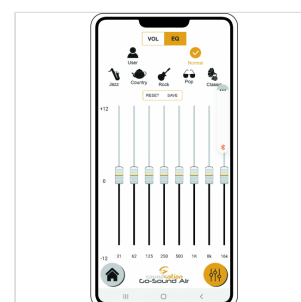 VOL EQ
User Normal
Jazz Country Rock Pop Classic
RESET SAVE
+12
0
-12 31 62 125 250 500 1K 8k 16k
soundsation
Go-Sound Air